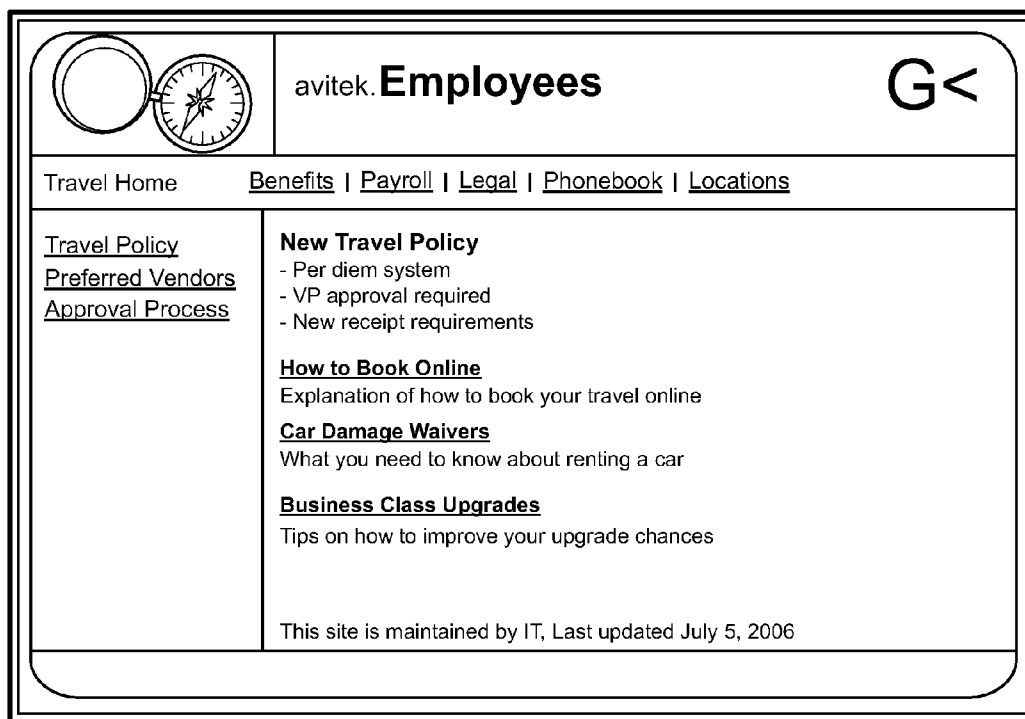 avitek.Employees
G<
Travel Home
Benefits | Payroll | Legal | Phonebook | Locations
Travel Policy
Preferred Vendors
Approval Process
New Travel Policy
- Per diem system
- VP approval required
- New receipt requirements
How to Book Online
Explanation of how to book your travel online
Car Damage Waivers
What you need to know about renting a car
Business Class Upgrades
Tips on how to improve your upgrade chances
This site is maintained by IT, Last updated July 5, 2006